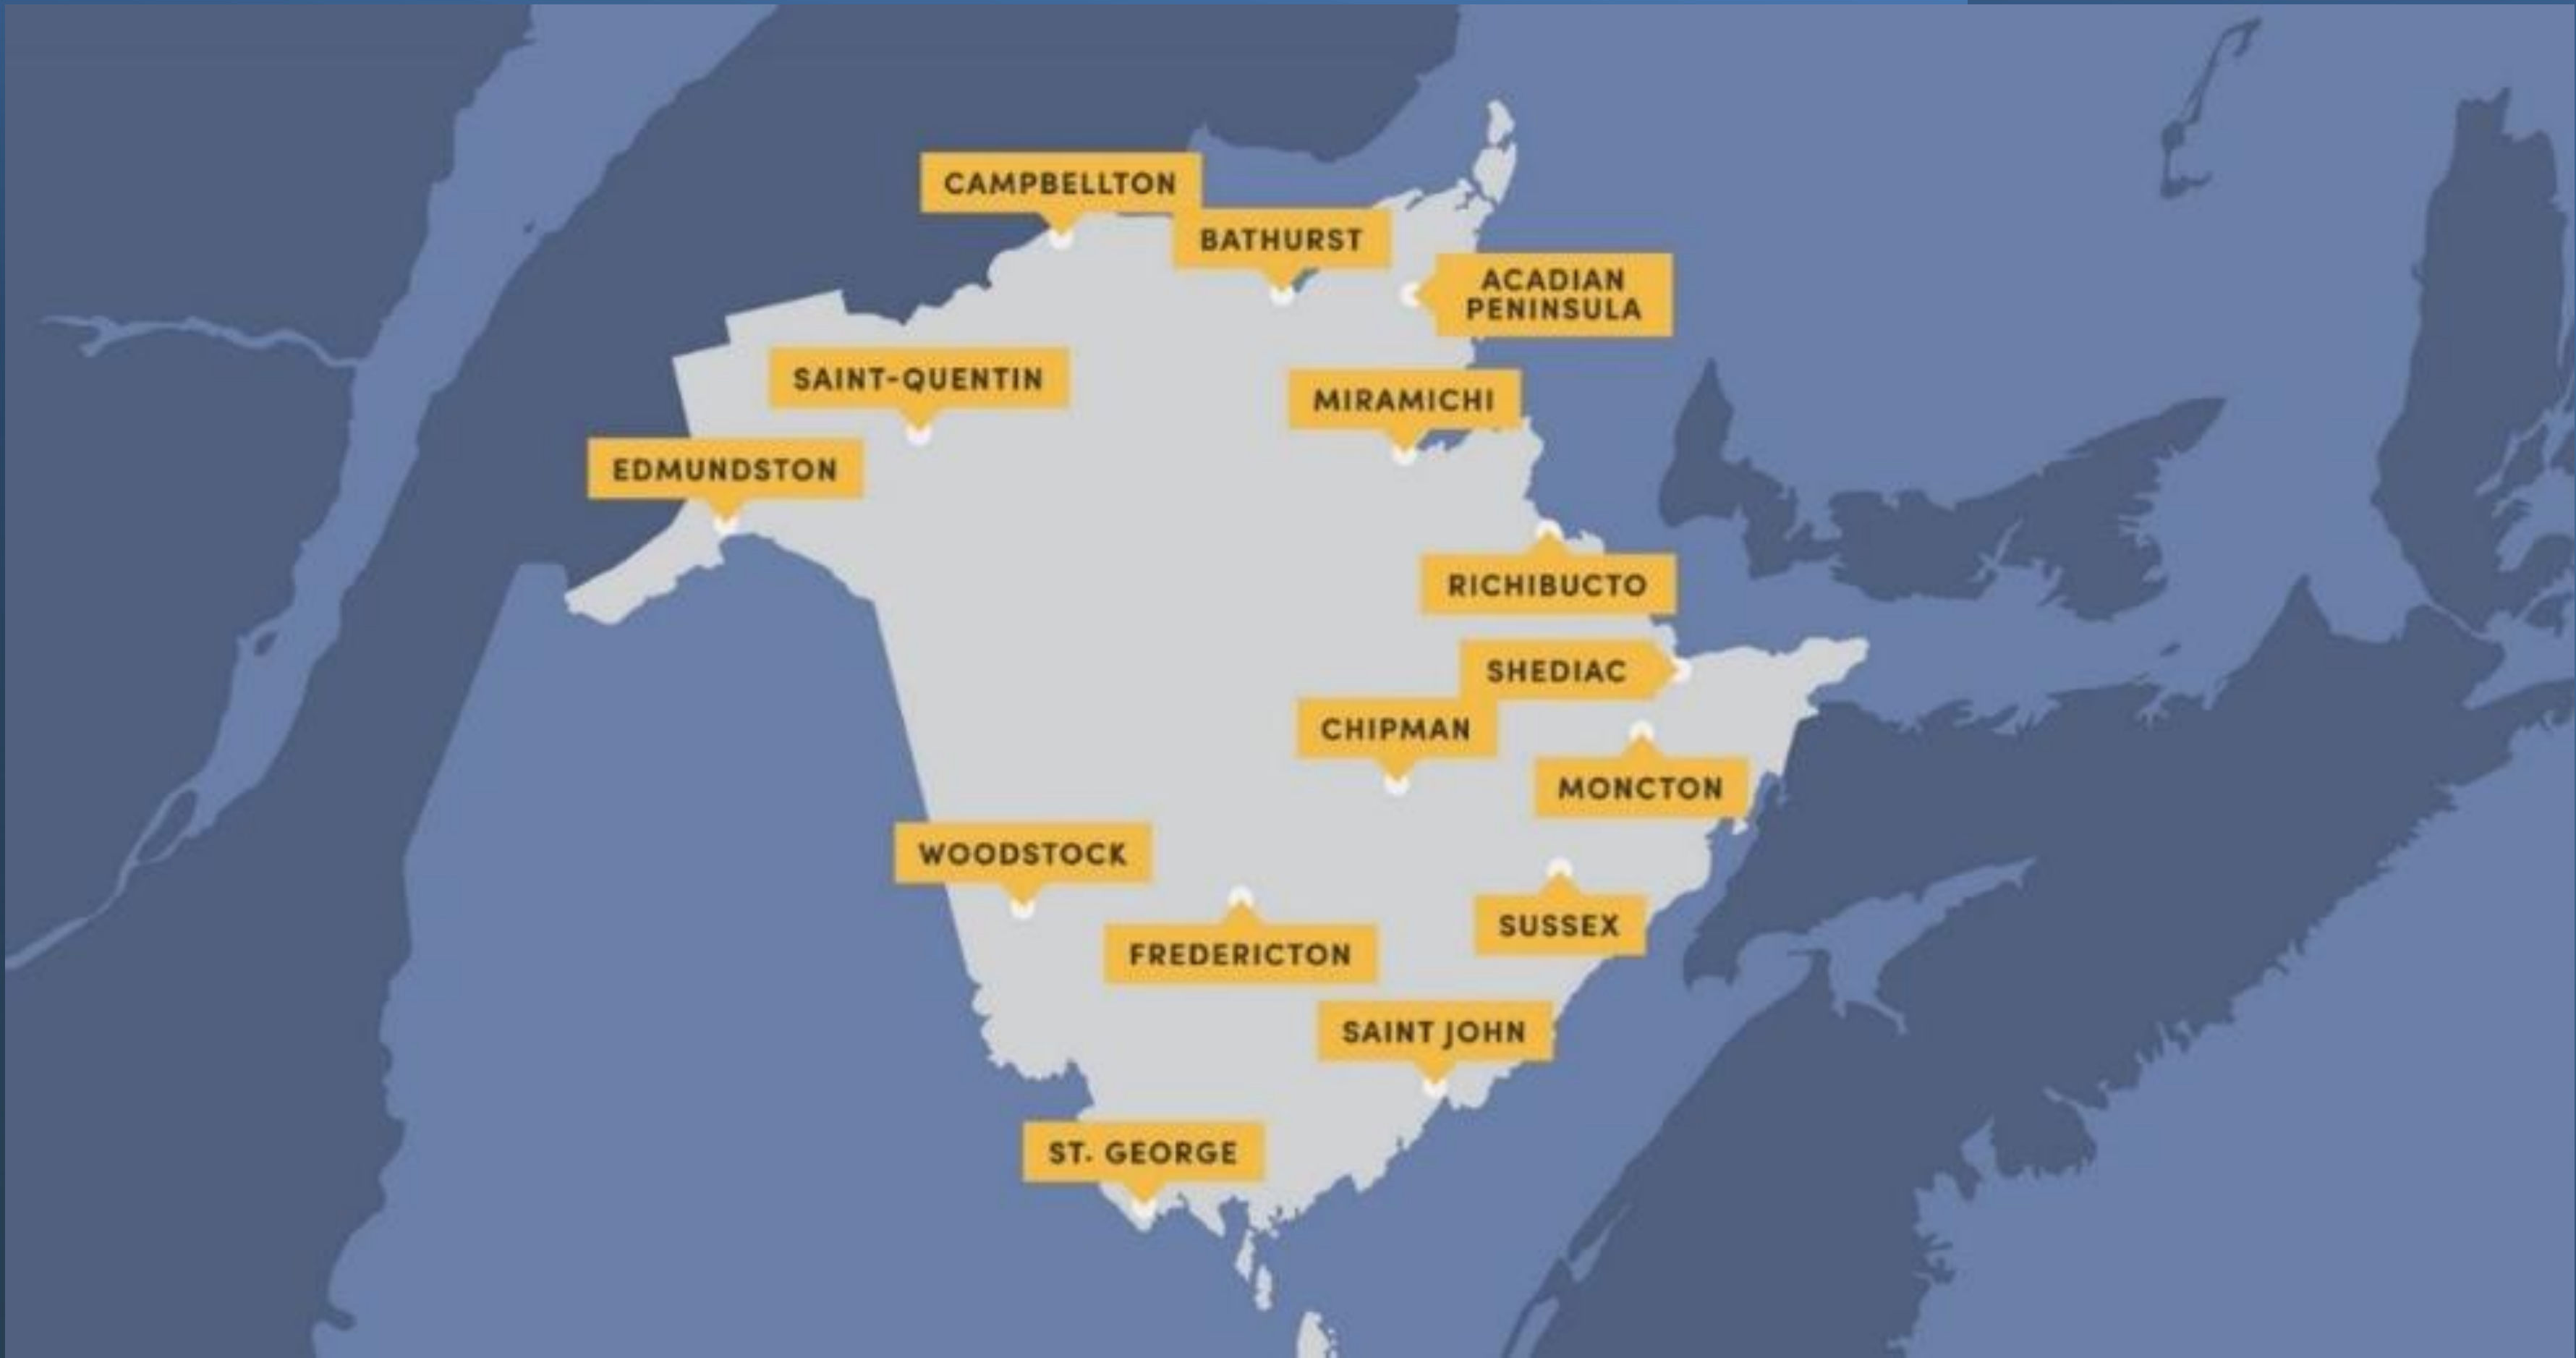 CAMPBELLTON
BATHURST
ACADIAN
PENINSULA
SAINT-QUENTIN
MIRAMICHI
EDMUNDSTON
RICHIBUCTO
SHEDIAC
CHIPMAN
MONCTON
WOODSTOCK
SUSSEX
FREDERICTON
SAINT JOHN
ST. GEORGE